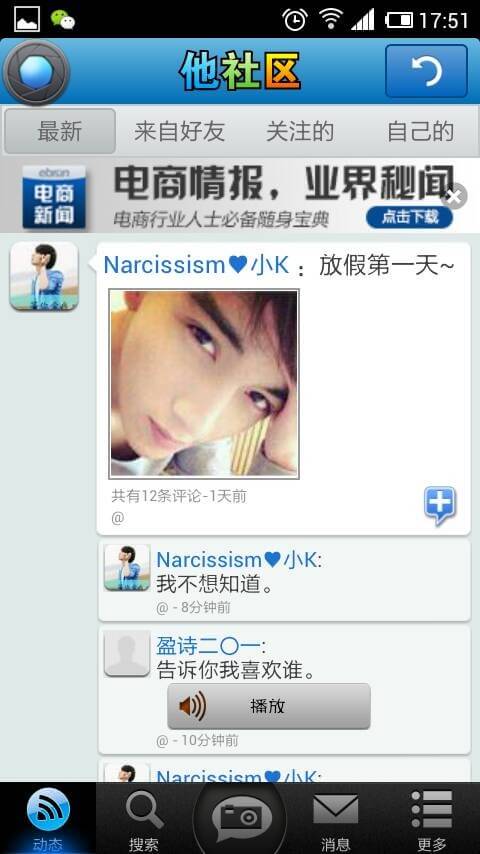 17:51
他社区
最新 来自好友 关注的 自己的
ebrun
电商
新闻
电商情报，业界秘闻
电商行业人士必备随身宝典
点击下载
Narcissism♥小K ：放假第一天~
共有12条评论-1天前
@
Narcissism♥小K:
我不想知道。
@ - 8分钟前
盈诗二〇一:
告诉你我喜欢谁。
播放
@ - 10分钟前
Narcissism♥小K:
动态 搜索 消息 更多